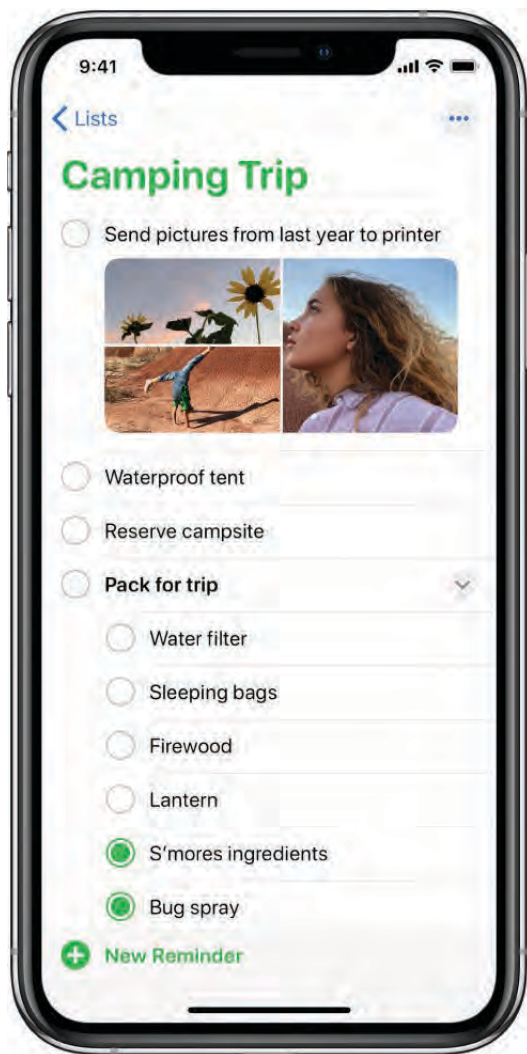 9:41
Lists
Camping Trip
Send pictures from last year to printer
Waterproof tent
Reserve campsite
Pack for trip
Water filter
Sleeping bags
Firewood
Lantern
S’mores ingredients
Bug spray
New Reminder